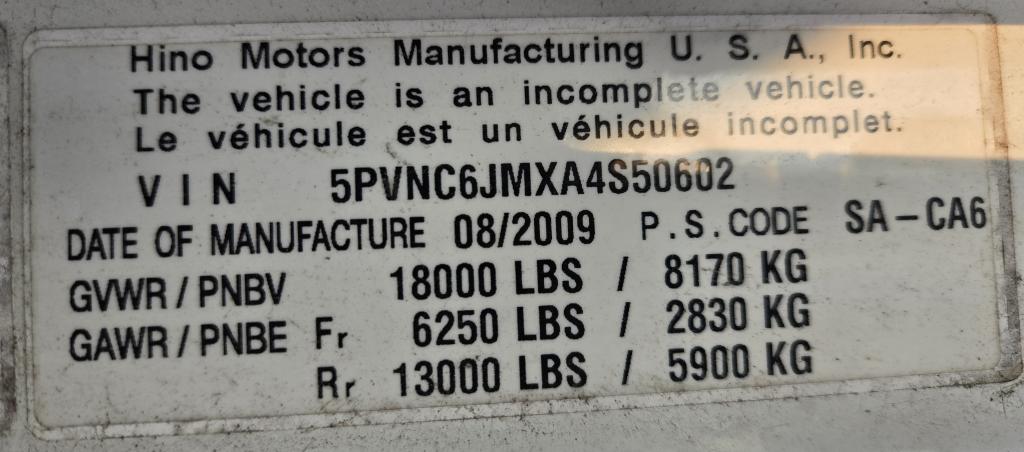 Hino Motors Manufacturing U. S. A., Inc.
The vehicle is an incomplete vehicle.
Le véhicule est un véhicule incomplet.
VIN 5PVNC6JMXA4S50602
DATE OF MANUFACTURE 08/2009 P.S.CODE SA-CA6
GVWR/PNBV 18000 LBS / 8170 KG
GAWR/PNBE Fr 6250 LBS / 2830 KG
Rr 13000 LBS / 5900 KG